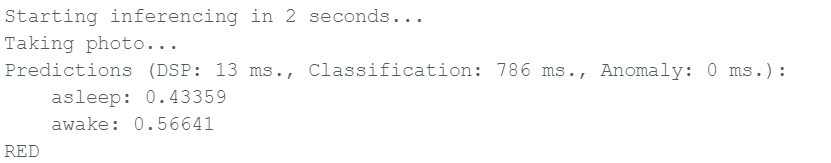 Starting inferencing in 2 seconds...
Taking photo...
Predictions (DSP: 13 ms., Classification: 786 ms., Anomaly: 0 ms.):
    asleep: 0.43359
    awake: 0.56641
RED